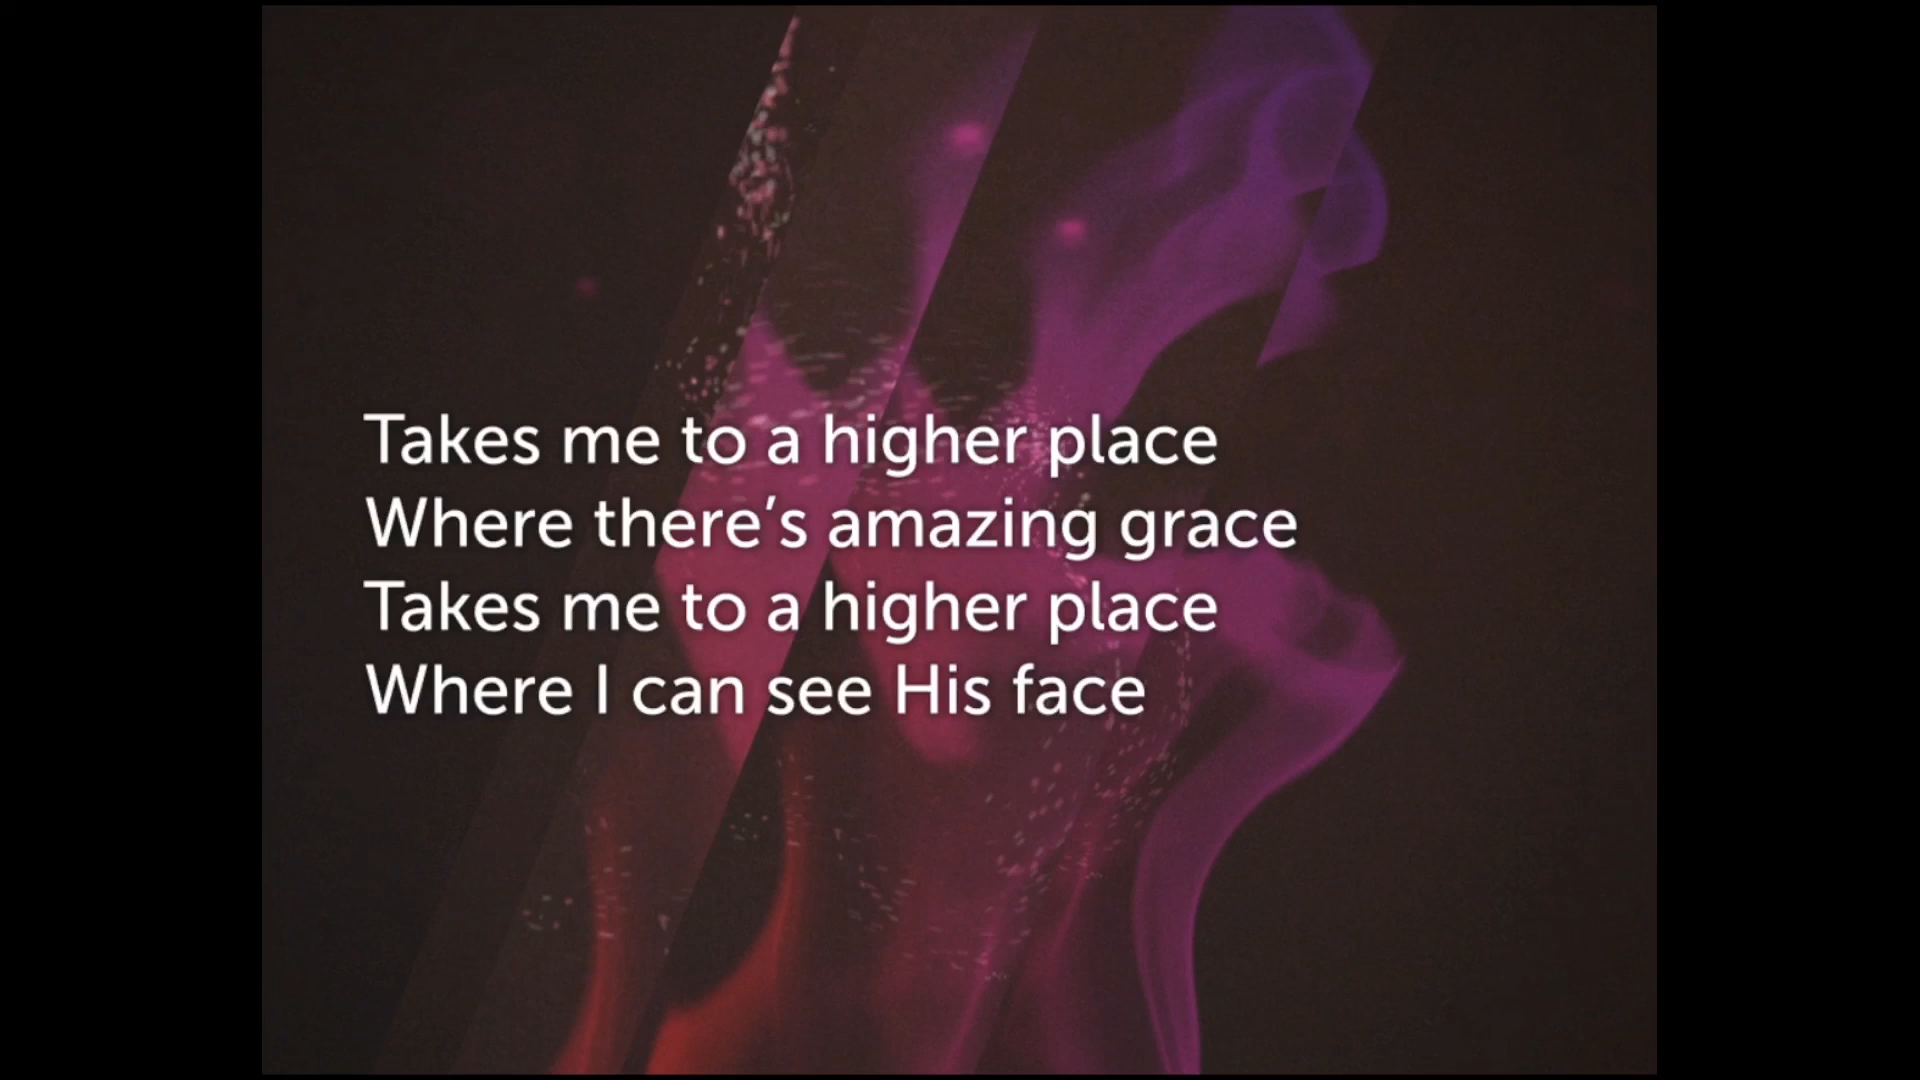 Takes me to a higher place
Where there’s amazing grace
Takes me to a higher place
Where I can see His face